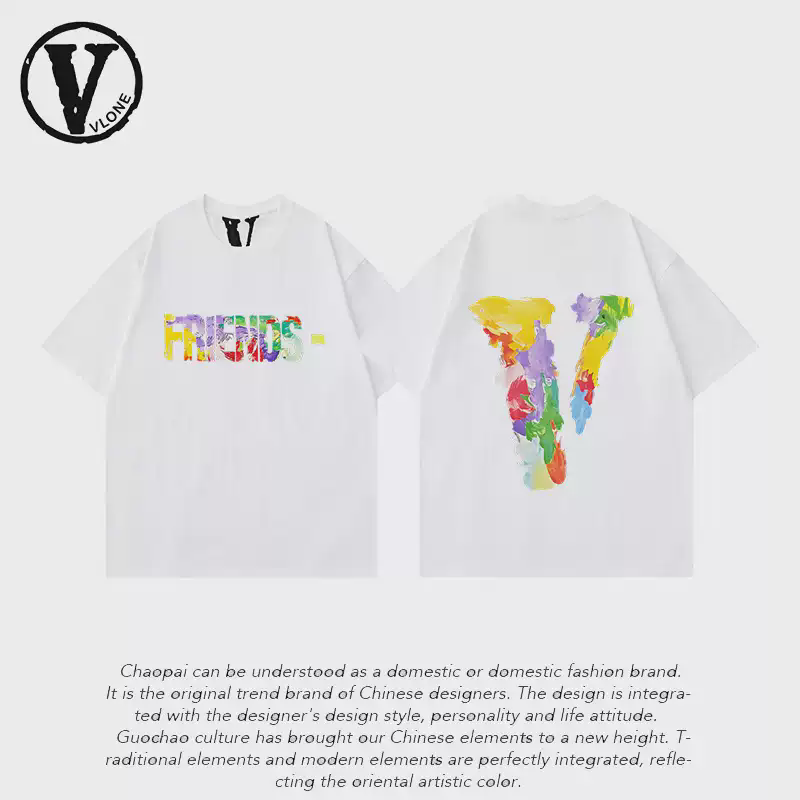 V
VLONE
V
FRIENDS -
V
Chaopai can be understood as a domestic or domestic fashion brand.
It is the original trend brand of Chinese designers. The design is integra-
ted with the designer's design style, personality and life attitude.
Guochao culture has brought our Chinese elements to a new height. T-
raditional elements and modern elements are perfectly integrated, refle-
cting the oriental artistic color.